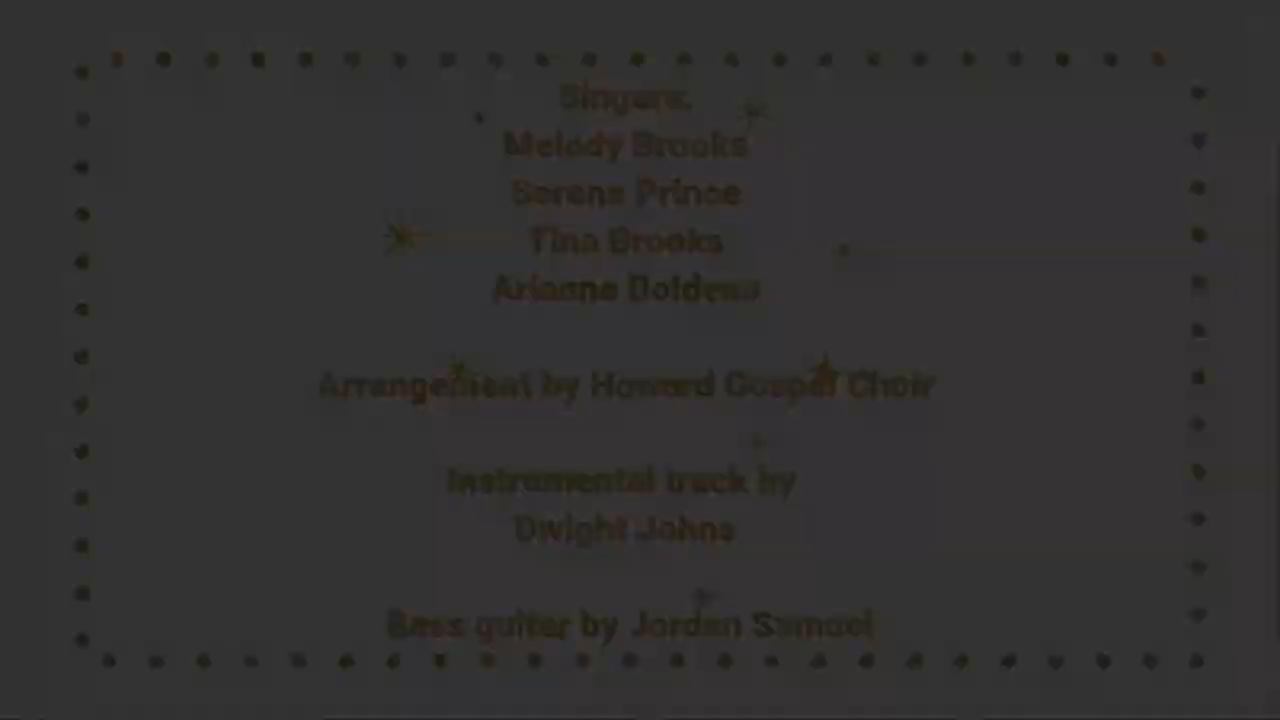 Singers:
Melody Brooks
Serena Prince
Tina Brooks
Arianne
Arrangement by Howard Gospel Choir
Instrumental track by
Dwight Johns
Bass guitar by Jordan Samuel